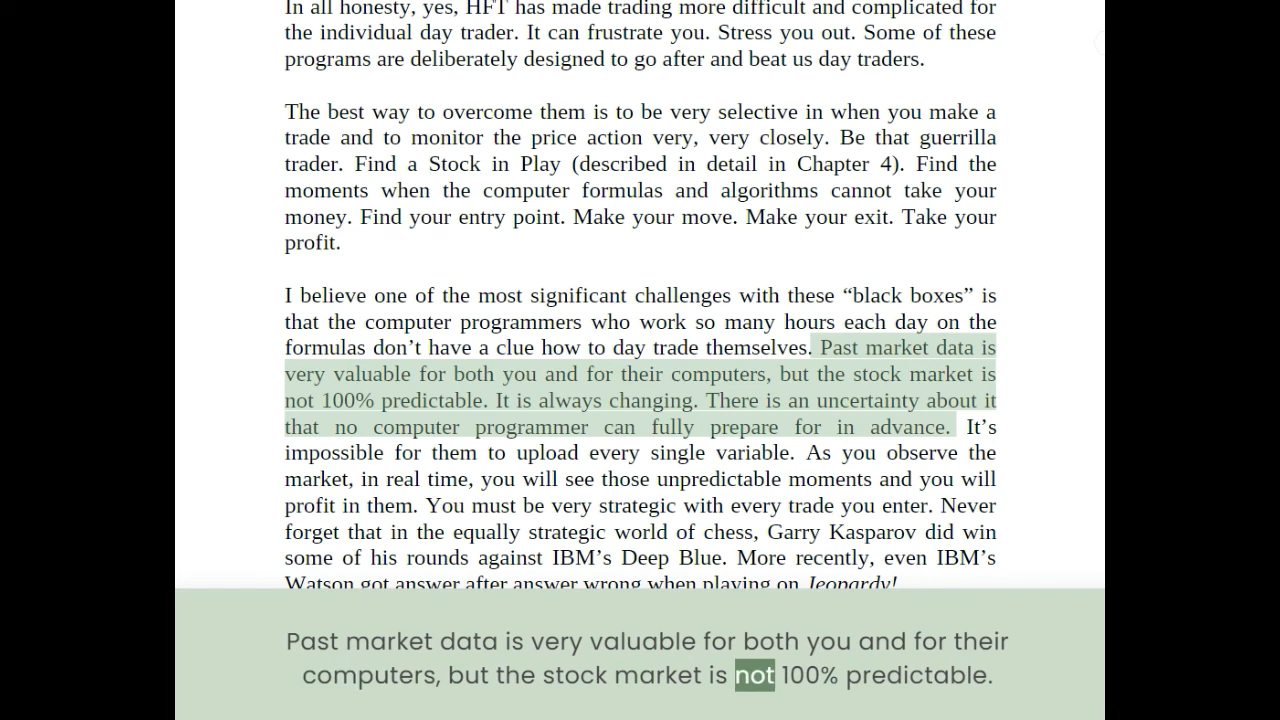 In all honesty, yes, HFT has made trading more difficult and complicated for
the individual day trader. It can frustrate you. Stress you out. Some of these
programs are deliberately designed to go after and beat us day traders.
The best way to overcome them is to be very selective in when you make a
trade and to monitor the price action very, very closely. Be that guerrilla
trader. Find a Stock in Play (described in detail in Chapter 4). Find the
moments when the computer formulas and algorithms cannot take your
money. Find your entry point. Make your move. Make your exit. Take your
profit.
I believe one of the most significant challenges with these “black boxes” is
that the computer programmers who work so many hours each day on the
formulas don’t have a clue how to day trade themselves. Past market data is
very valuable for both you and for their computers, but the stock market is
not 100% predictable. It is always changing. There is an uncertainty about it
that no computer programmer can fully prepare for in advance. It’s
impossible for them to upload every single variable. As you observe the
market, in real time, you will see those unpredictable moments and you will
profit in them. You must be very strategic with every trade you enter. Never
forget that in the equally strategic world of chess, Garry Kasparov did win
some of his rounds against IBM’s Deep Blue. More recently, even IBM’s
Watson got answer after answer wrong when playing on Jeopardy!
Past market data is very valuable for both you and for their
computers, but the stock market is not 100% predictable.